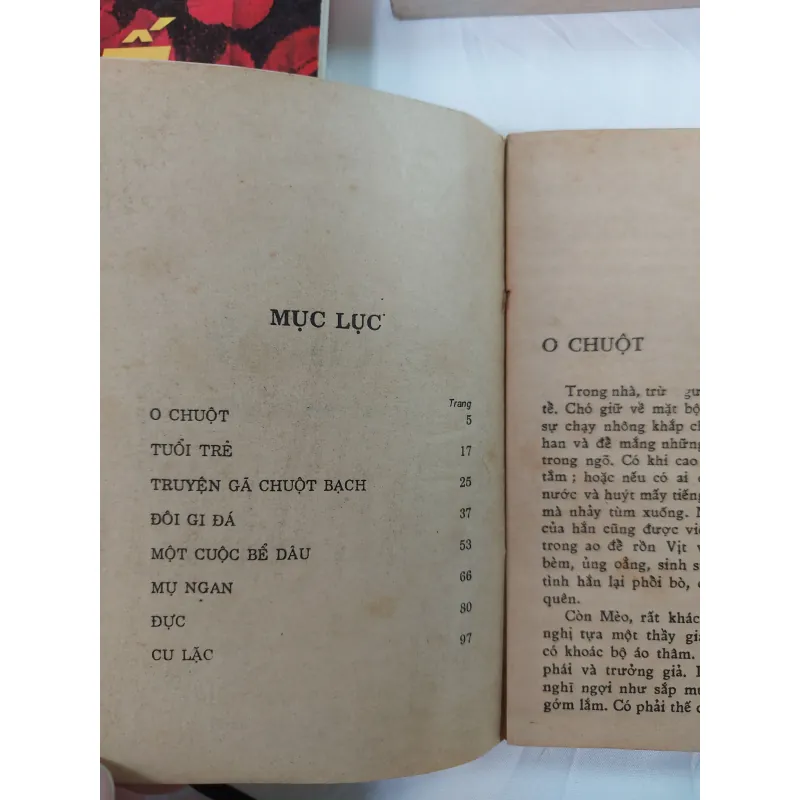 Ế
MỤC LỤC
Trang
O CHUỘT 5
TUỔI TRẺ 17
TRUYỆN GÃ CHUỘT BẠCH 25
ĐÔI GI ĐÁ 37
MỘT CUỘC BỂ DÂU 53
MỤ NGAN 66
ĐỰC 80
CU LẶC 97
O CHUỘT
Trong nhà, trừ
tề. Chó giữ về mặt bộ
sự chạy nhông khắp
han và để mắng những
trong ngõ. Có khi cao
tắm ; hoặc nếu có ai
nước và huýt mấy tiếng
mà nhảy tùm xuống.
của hắn cũng được
trong ao để rồn Vịt
bèm, ủng oẳng, sinh
tình hắn lại phổi bò,
quên.
Còn Mèo, rất khác
nghị tựa một thầy
có khoác bộ áo thâm.
phái và trưởng giả.
nghĩ ngợi như sắp
gớm lắm. Có phải thế